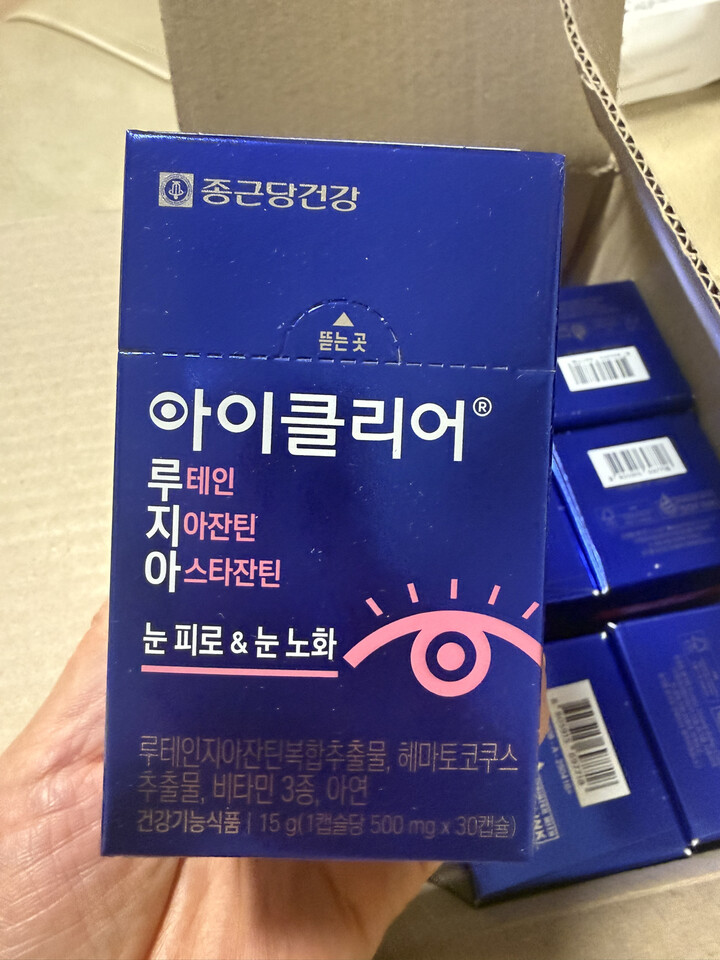 종근당건강
뜯는 곳
아이클리어®
루테인
지아잔틴
아스타잔틴
눈 피로 & 눈 노화
루테인지아잔틴복합추출물, 헤마토코쿠스
추출물, 비타민 3종, 아연
건강기능식품 | 15 g(1캡슐당 500 mg x 30캡슐)